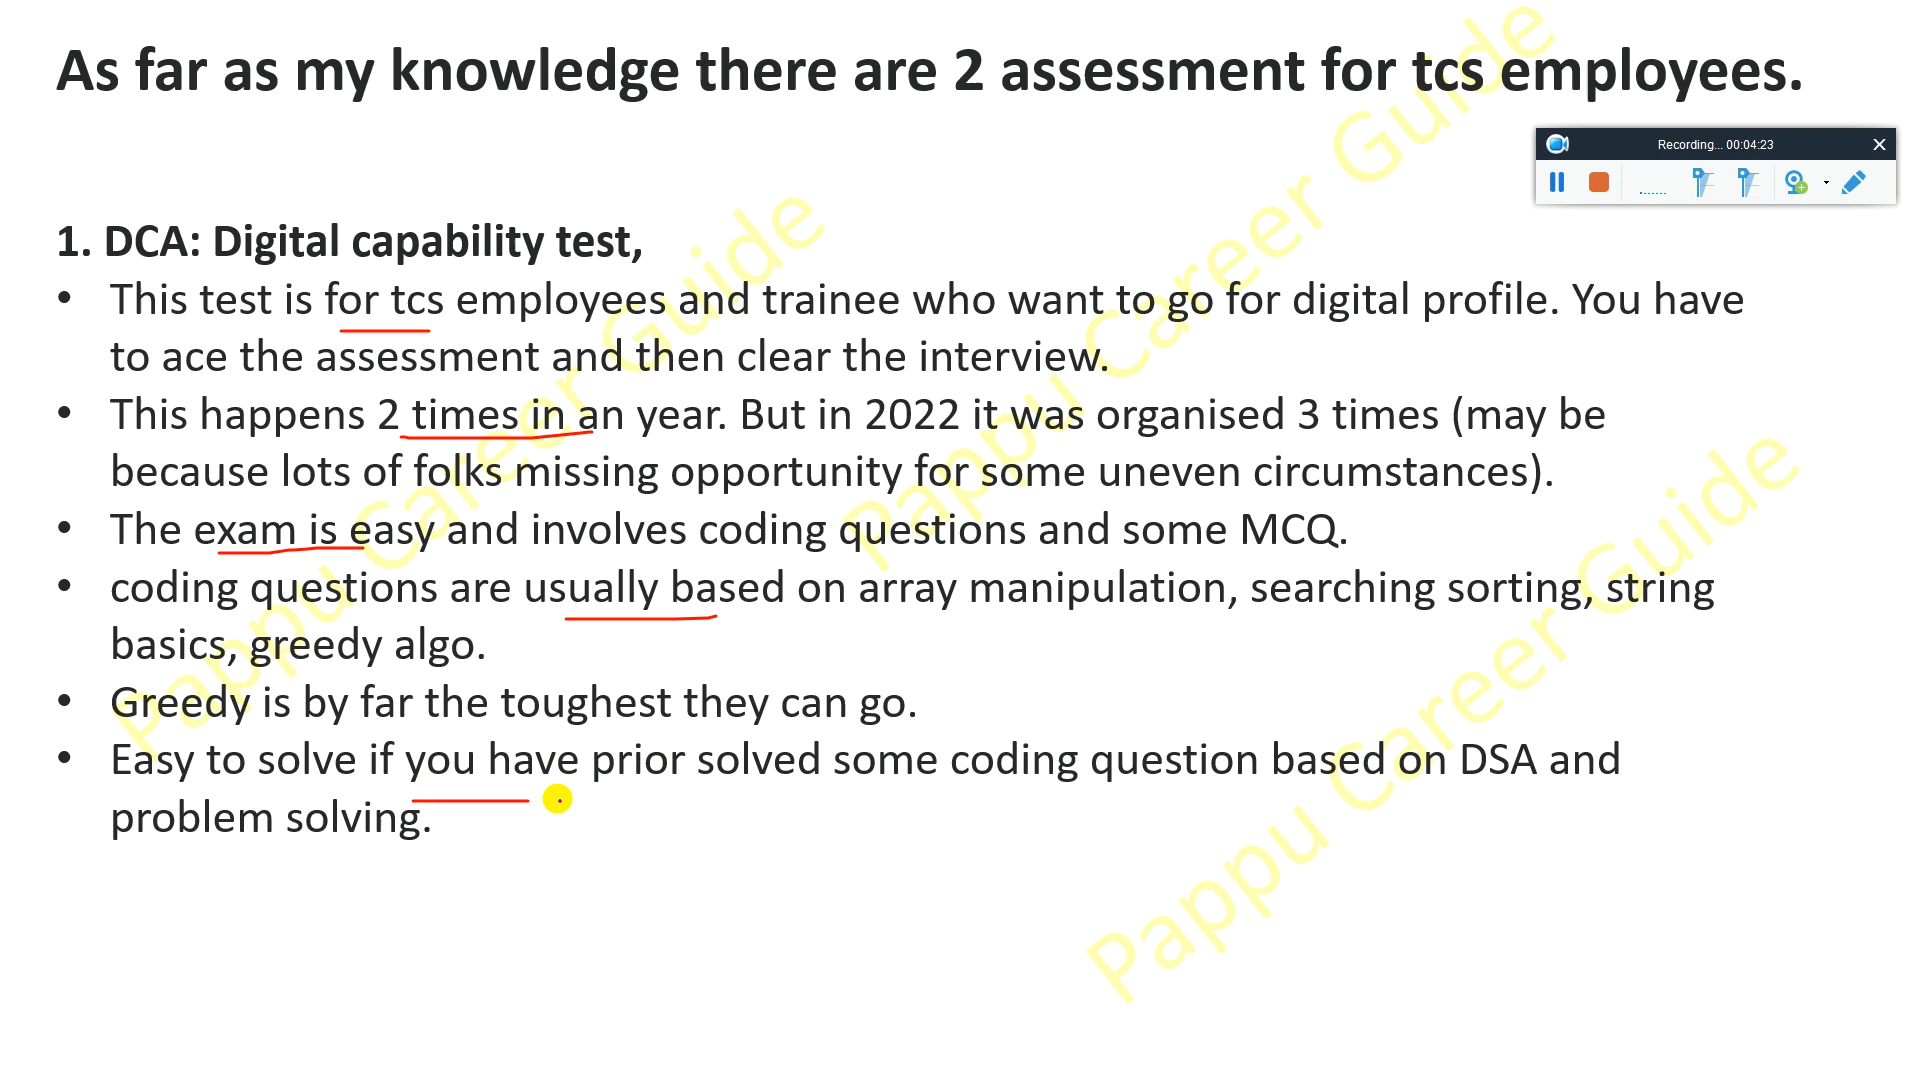 As far as my knowledge there are 2 assessment for tcs employees.
Recording... 00:04:23
1. DCA: Digital capability test,
• This test is for tcs employees and trainee who want to go for digital profile. You have
to ace the assessment and then clear the interview.
• This happens 2 times in an year. But in 2022 it was organised 3 times (may be
because lots of folks missing opportunity for some uneven circumstances).
• The exam is easy and involves coding questions and some MCQ.
• coding questions are usually based on array manipulation, searching sorting, string
basics, greedy algo.
• Greedy is by far the toughest they can go.
• Easy to solve if you have prior solved some coding question based on DSA and
problem solving.
Pappu Career Guide
Pappu Career Guide
Pappu Career Guide